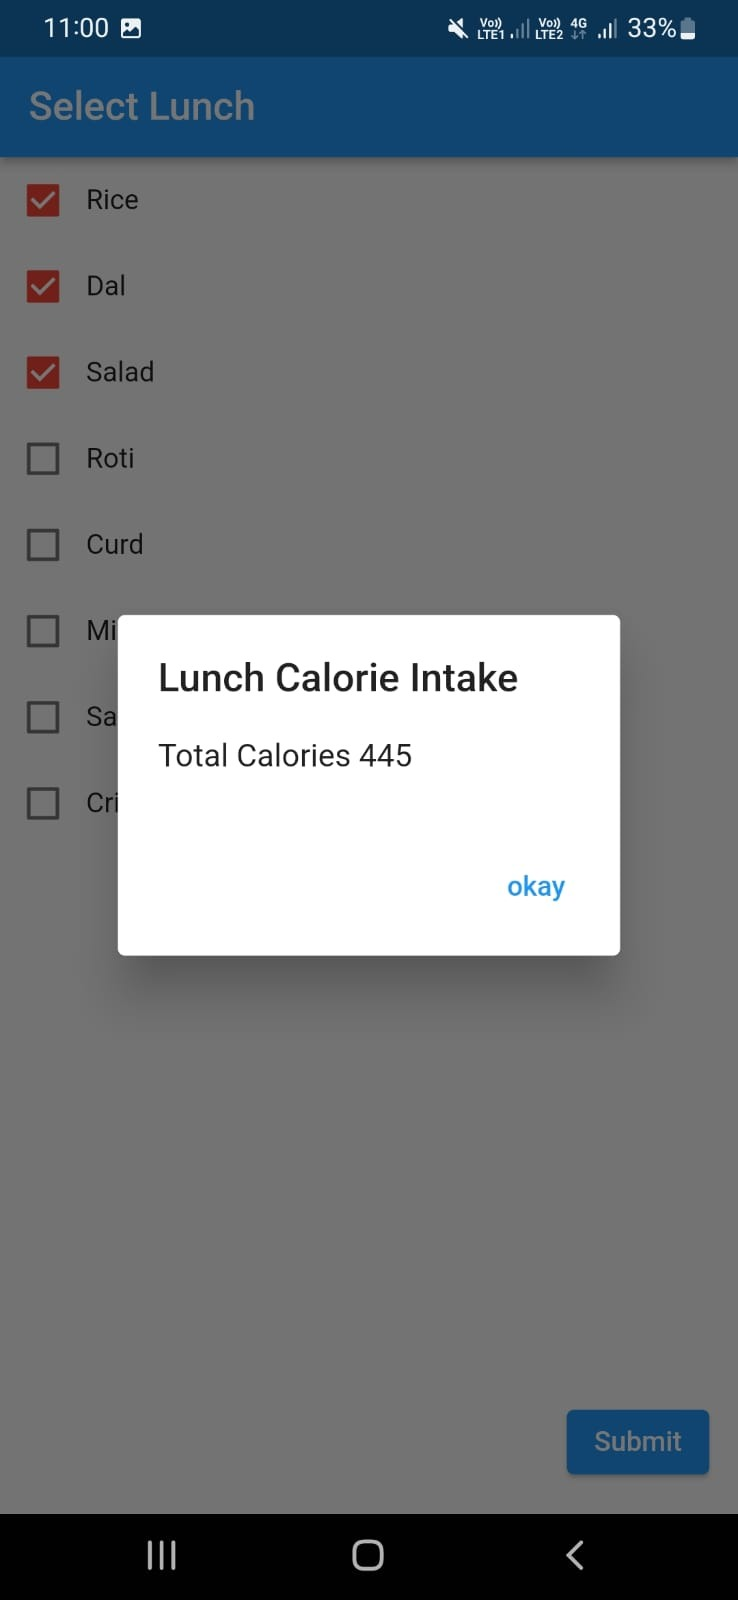 11:00 Vo)) LTE1 Vo)) LTE2 4G 33%
Select Lunch
Rice
Dal
Salad
Roti
Curd
Mi
Sa
Cri
Lunch Calorie Intake
Total Calories 445
okay
Submit